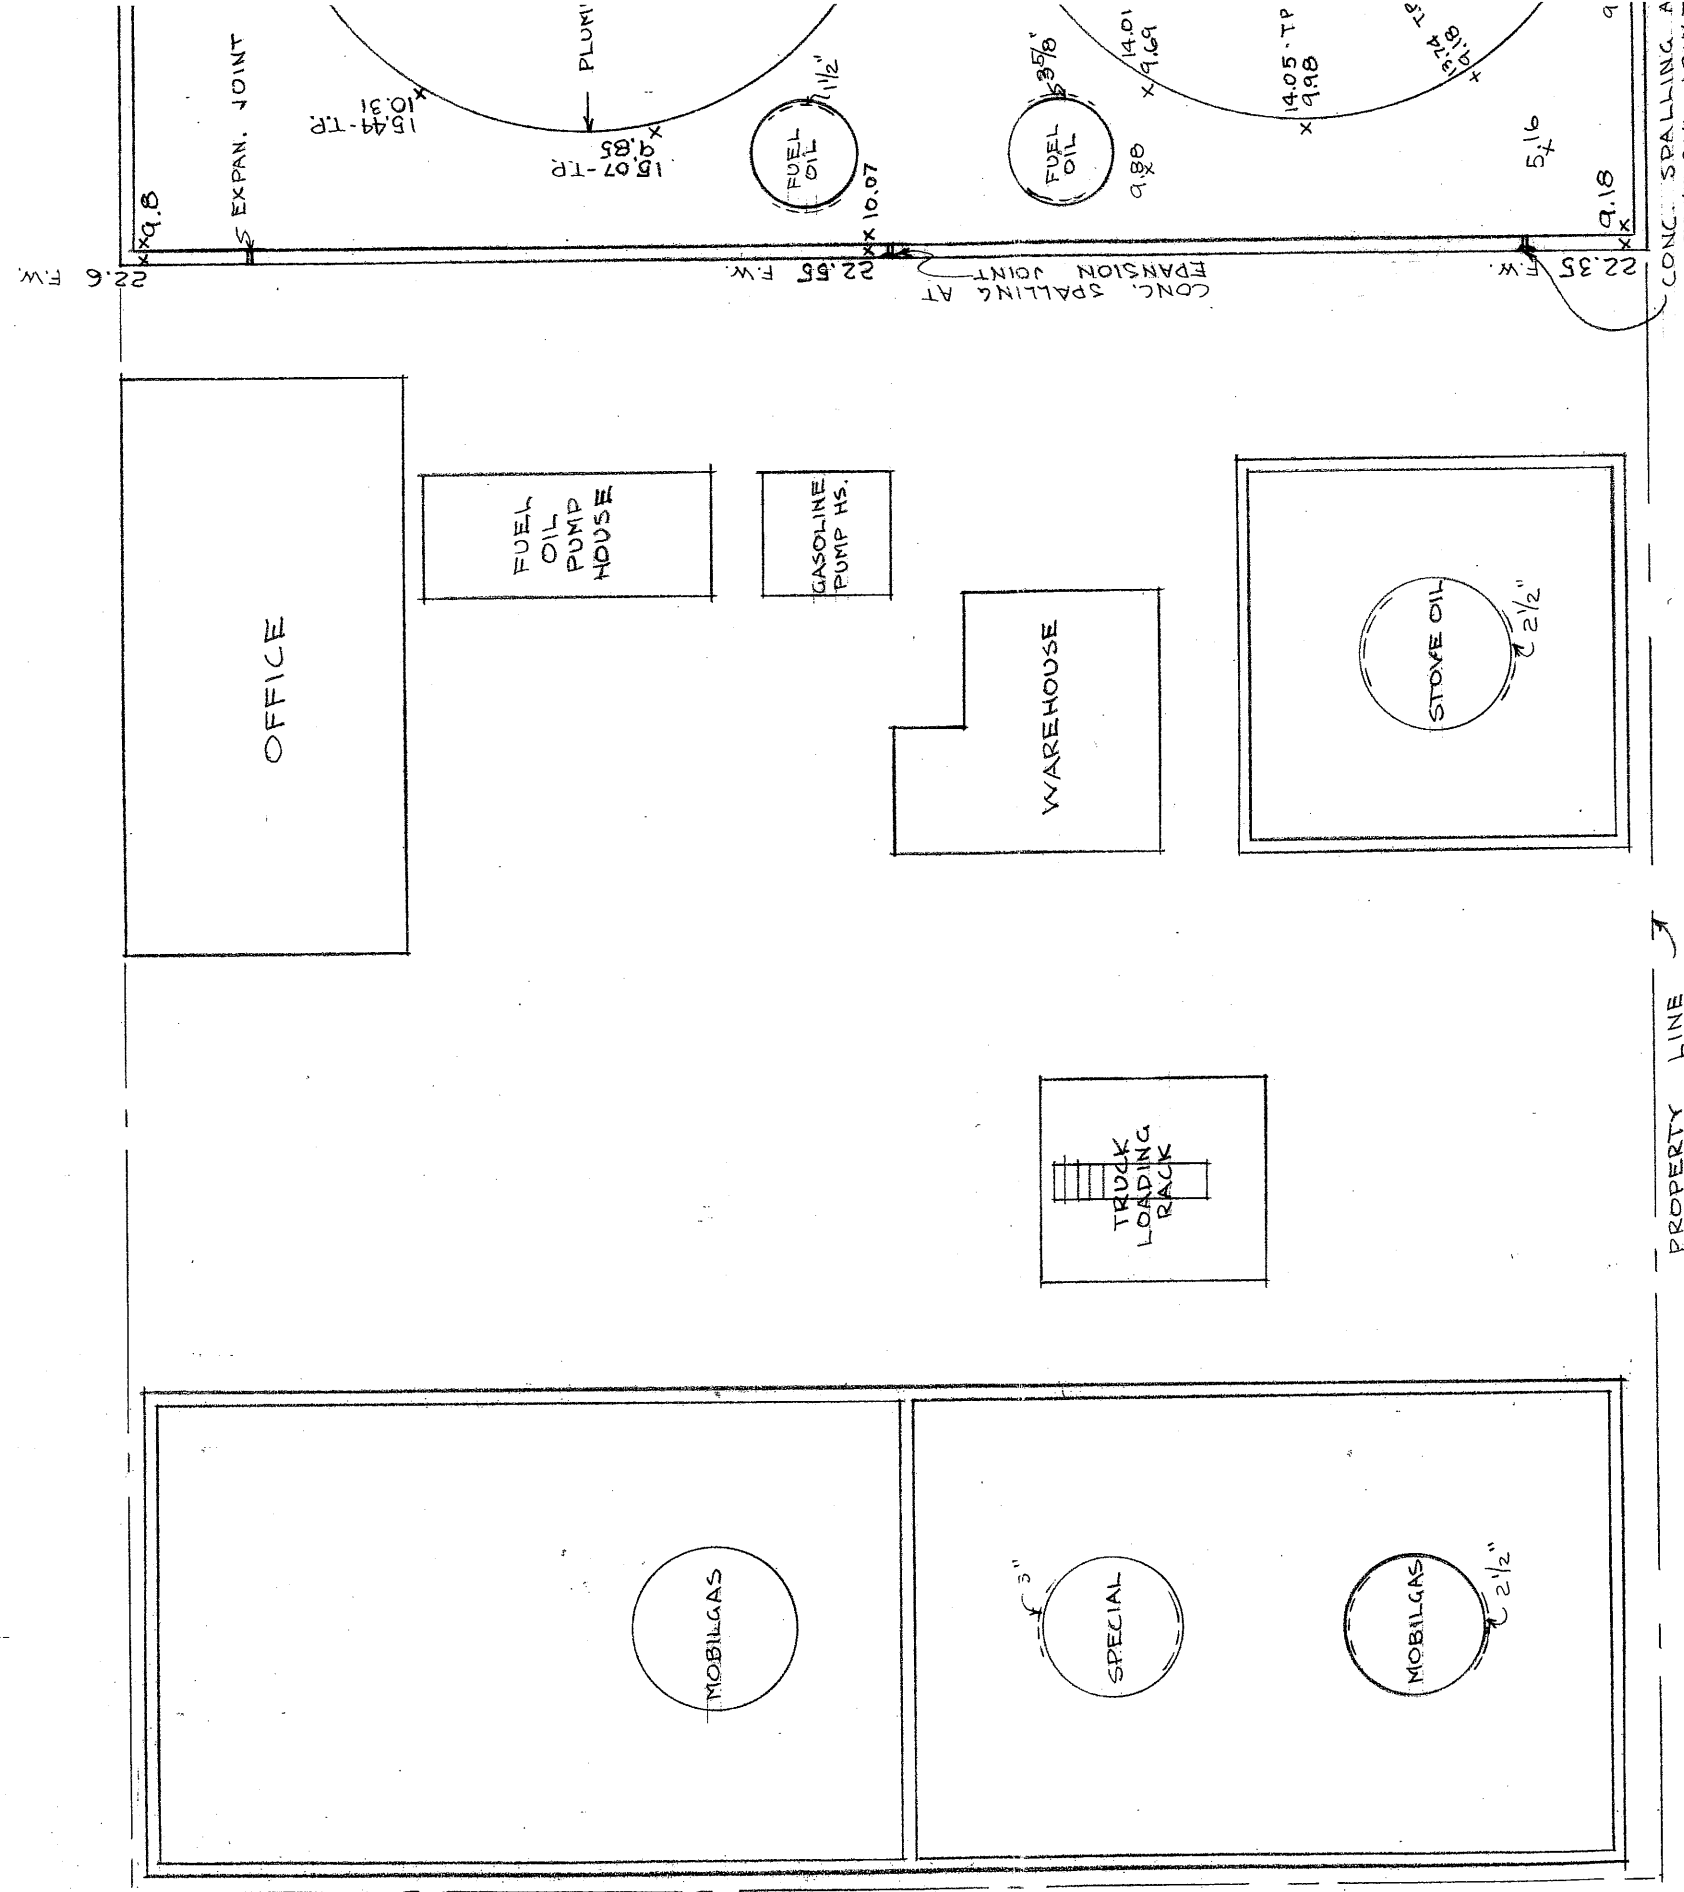 EXPAN. JOINT
9.8
22.6 F.W.
15.44-T.P.
10.31
PLUM
15.07-T.P.
9.85
FUEL
OIL
1 1/2"
10.07
22.55 F.W.
CONC. SPALLING AT
EPANSION JOINT
FUEL
OIL
3 5/8"
14.01
9.69
9.88
14.05-TP
9.98
13.74 TP
9.18
5.16
9
9.18
22.35 F.W.
CONC. SPALLING A
OFFICE
FUEL
OIL
PUMP
HOUSE
GASOLINE
PUMP HS.
WAREHOUSE
STOVE OIL
2 1/2"
TRUCK
LOADING
RACK
PROPERTY LINE
MOBILGAS
SPECIAL
3"
MOBILGAS
2 1/2"